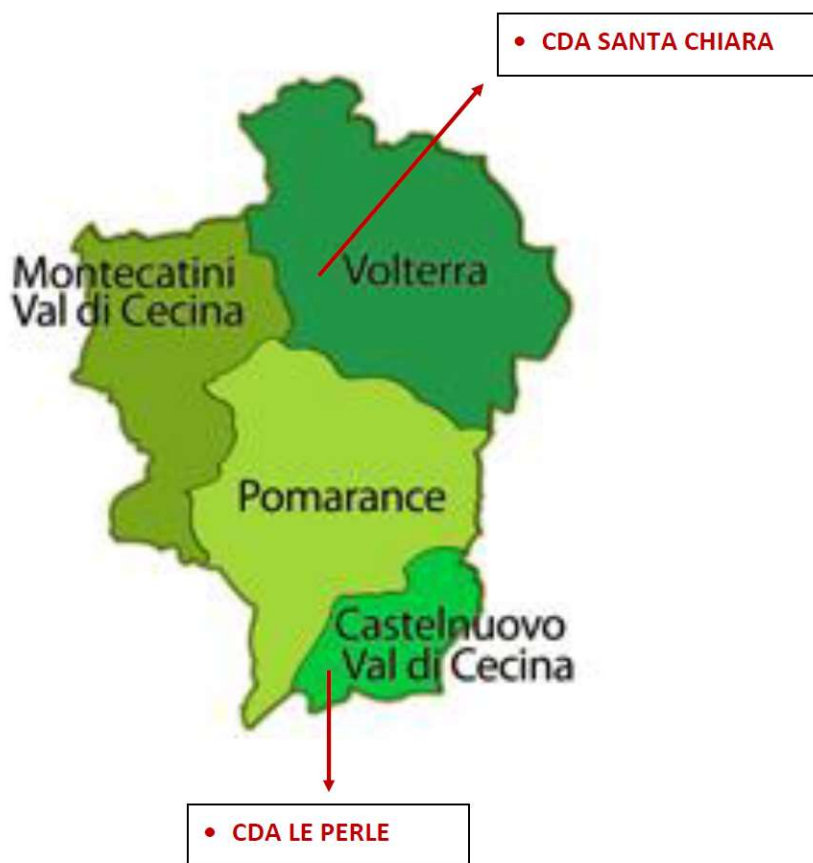 • CDA SANTA CHIARA
Montecatini
Val di Cecina
Volterra
Pomarance
Castelnuovo
Val di Cecina
• CDA LE PERLE